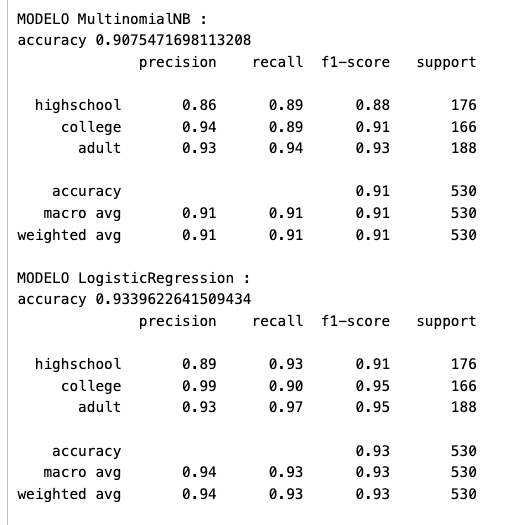 MODELO MultinomialNB :
accuracy 0.9075471698113208
precision recall f1-score support
highschool 0.86 0.89 0.88 176
college 0.94 0.89 0.91 166
adult 0.93 0.94 0.93 188
accuracy 0.91 530
macro avg 0.91 0.91 0.91 530
weighted avg 0.91 0.91 0.91 530
MODELO LogisticRegression :
accuracy 0.9339622641509434
precision recall f1-score support
highschool 0.89 0.93 0.91 176
college 0.99 0.90 0.95 166
adult 0.93 0.97 0.95 188
accuracy 0.93 530
macro avg 0.94 0.93 0.93 530
weighted avg 0.94 0.93 0.93 530